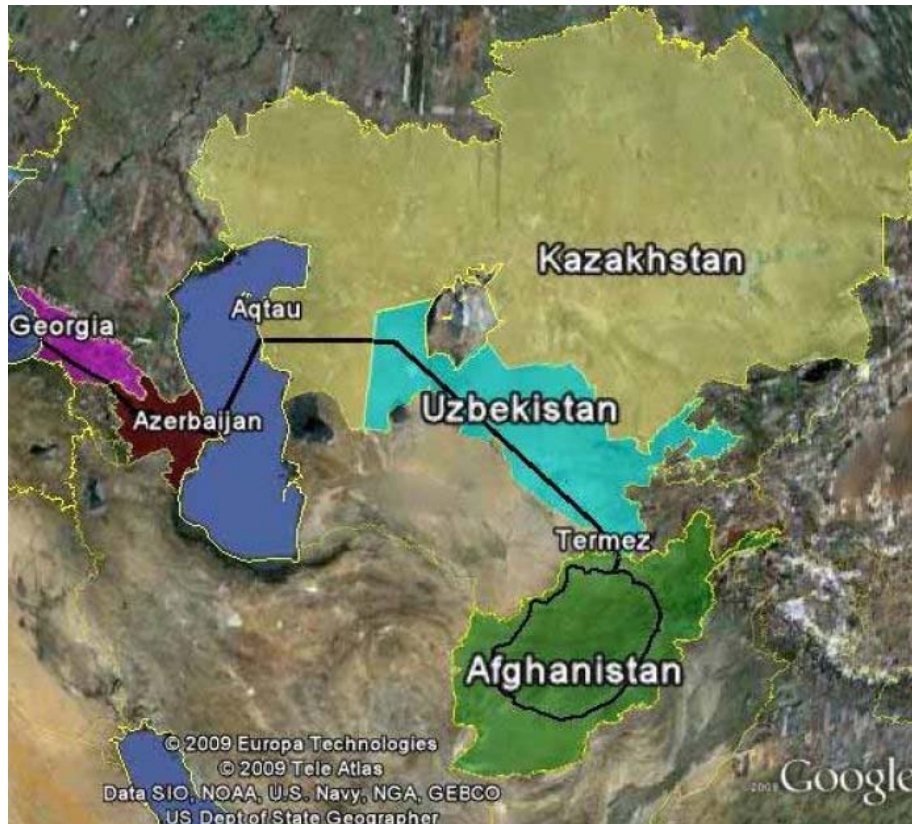 Kazakhstan
Aqtau
Georgia
Azerbaijan
Uzbekistan
Termez
Afghanistan
© 2009 Europa Technologies
© 2009 Tele Atlas
Data SIO, NOAA, U.S. Navy, NGA, GEBCO
US Dept of State Geographer
©2009 Google